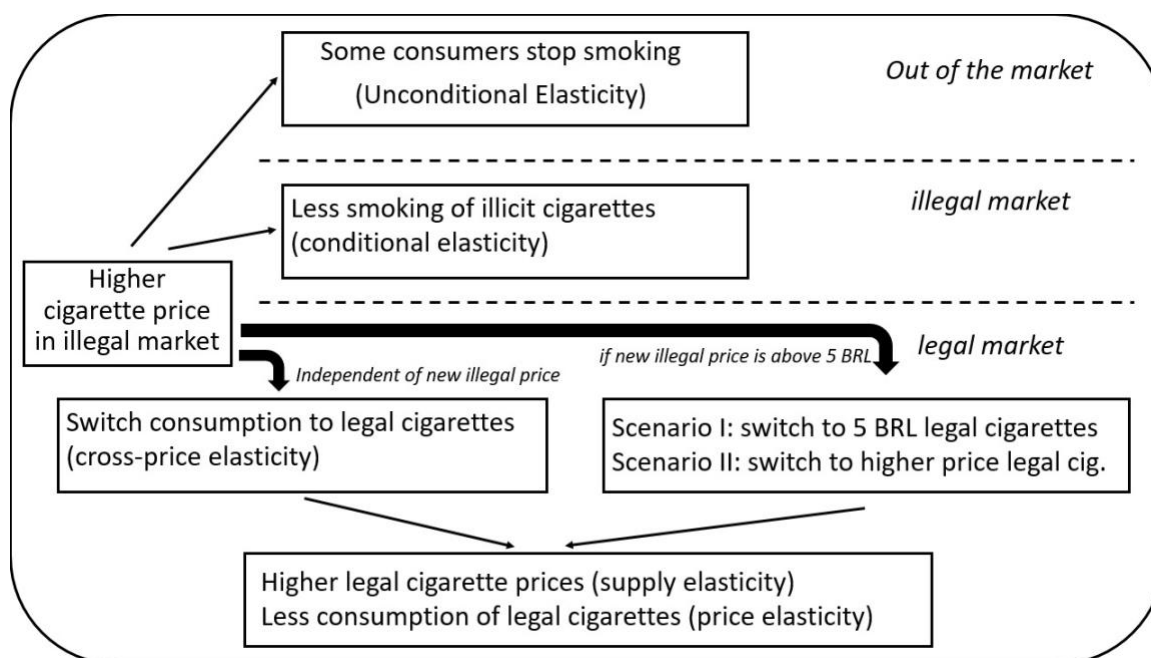 Some consumers stop smoking
(Unconditional Elasticity)
Out of the market
Less smoking of illicit cigarettes
(conditional elasticity)
illegal market
Higher
cigarette price
in illegal market
legal market
if new illegal price is above 5 BRL
Independent of new illegal price
Switch consumption to legal cigarettes
(cross-price elasticity)
Scenario I: switch to 5 BRL legal cigarettes
Scenario II: switch to higher price legal cig.
Higher legal cigarette prices (supply elasticity)
Less consumption of legal cigarettes (price elasticity)